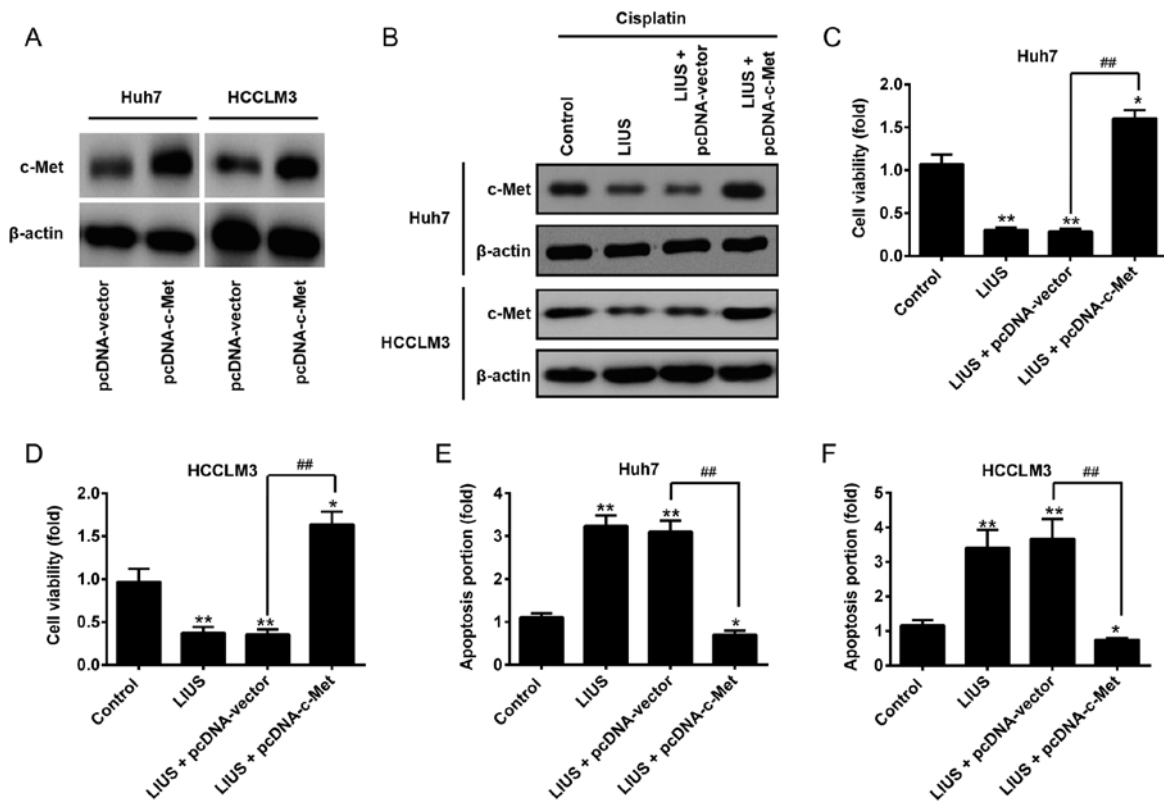 A
Huh7 HCCLM3
c-Met
β-actin
pcDNA-vector
pcDNA-c-Met
pcDNA-vector
pcDNA-c-Met
B
Cisplatin
Control
LIUS
LIUS +
pcDNA-vector
LIUS +
pcDNA-c-Met
Huh7
c-Met
β-actin
HCCLM3
c-Met
β-actin
C
Huh7
##
*
**
**
Cell viability (fold)
2.0
1.5
1.0
0.5
0.0
Control
LIUS
LIUS + pcDNA-vector
LIUS + pcDNA-c-Met
D
HCCLM3
##
*
**
**
Cell viability (fold)
2.0
1.5
1.0
0.5
0.0
Control
LIUS
LIUS + pcDNA-vector
LIUS + pcDNA-c-Met
E
Huh7
##
**
**
*
Apoptosis portion (fold)
4
3
2
1
0
Control
LIUS
LIUS + pcDNA-vector
LIUS + pcDNA-c-Met
F
HCCLM3
##
**
**
*
Apoptosis portion (fold)
5
4
3
2
1
0
Control
LIUS
LIUS + pcDNA-vector
LIUS + pcDNA-c-Met